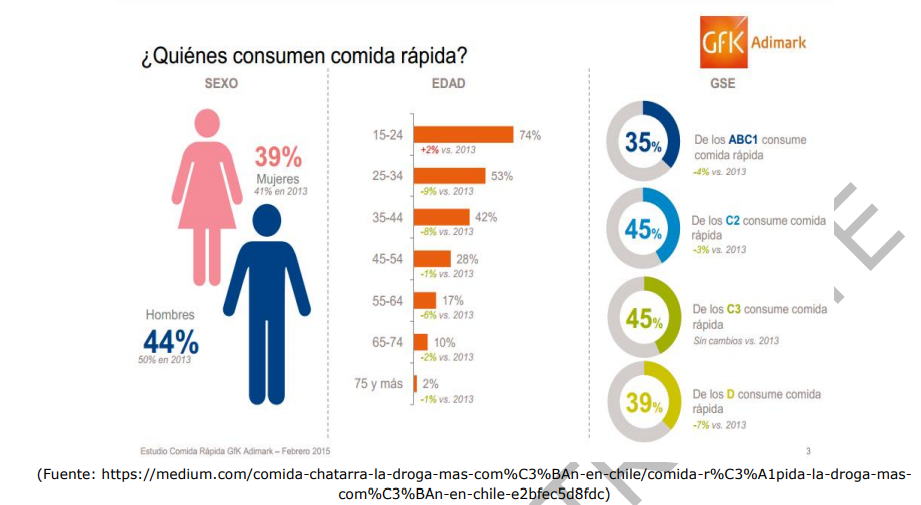 ¿Quiénes consumen comida rápida?
GfK Adimark
SEXO
39%
Mujeres
41% en 2013
Hombres
44%
50% en 2013
EDAD
15-24 74%
+2% vs. 2013
25-34 53%
-9% vs. 2013
35-44 42%
-8% vs. 2013
45-54 28%
-1% vs. 2013
55-64 17%
-6% vs. 2013
65-74 10%
-2% vs. 2013
75 y más 2%
-1% vs. 2013
GSE
35%
De los ABC1 consume
comida rápida
-4% vs. 2013
45%
De los C2 consume comida
rápida
-3% vs. 2013
45%
De los C3 consume comida
rápida
Sin cambios vs. 2013
39%
De los D consume comida
rápida
-7% vs. 2013
Estudio Comida Rápida GfK Adimark – Febrero 2015
3
(Fuente: https://medium.com/comida-chatarra-la-droga-mas-com%C3%BAn-en-chile/comida-r%C3%A1pida-la-droga-mas-
com%C3%BAn-en-chile-e2bfec5d8fdc)